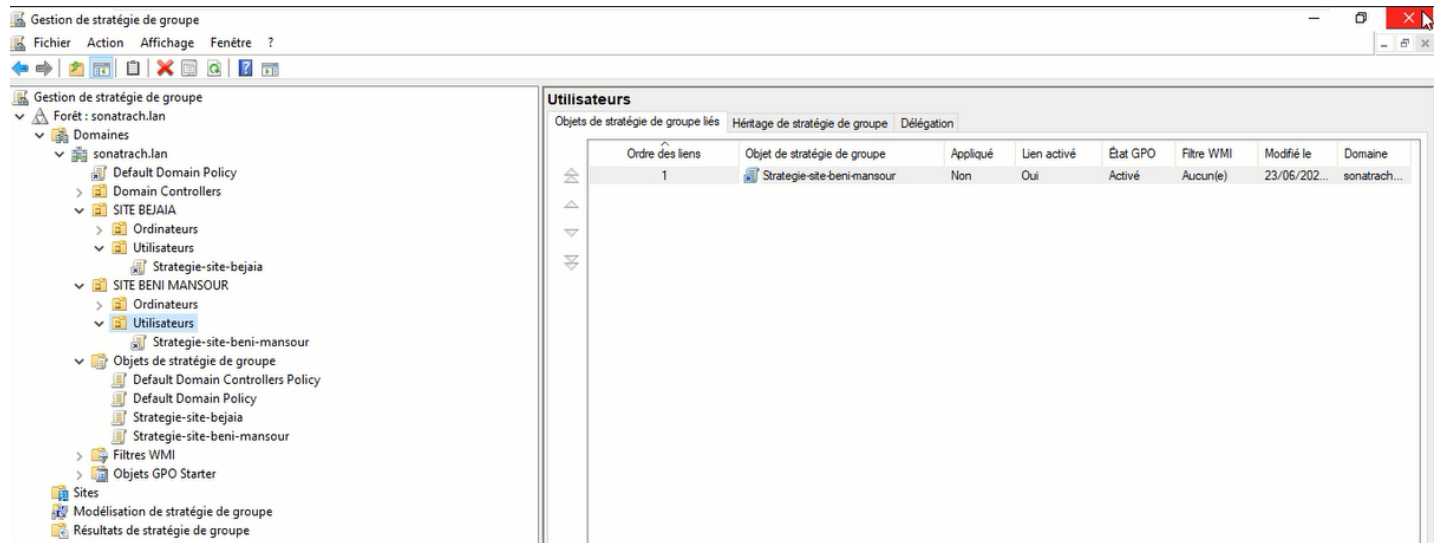 Gestion de stratégie de groupe
Fichier Action Affichage Fenêtre ?
Gestion de stratégie de groupe
Forêt : sonatrach.lan
Domaines
sonatrach.lan
Default Domain Policy
Domain Controllers
SITE BEJAIA
Ordinateurs
Utilisateurs
Strategie-site-bejaia
SITE BENI MANSOUR
Ordinateurs
Utilisateurs
Strategie-site-beni-mansour
Objets de stratégie de groupe
Default Domain Controllers Policy
Default Domain Policy
Strategie-site-bejaia
Strategie-site-beni-mansour
Filtres WMI
Objets GPO Starter
Sites
Modélisation de stratégie de groupe
Résultats de stratégie de groupe
Utilisateurs
Objets de stratégie de groupe liés Héritage de stratégie de groupe Délégation
Ordre des liens Objet de stratégie de groupe Appliqué Lien activé État GPO Filtre WMI Modifié le Domaine
1 Strategie-site-beni-mansour Non Oui Activé Aucun(e) 23/06/202... sonatrach...